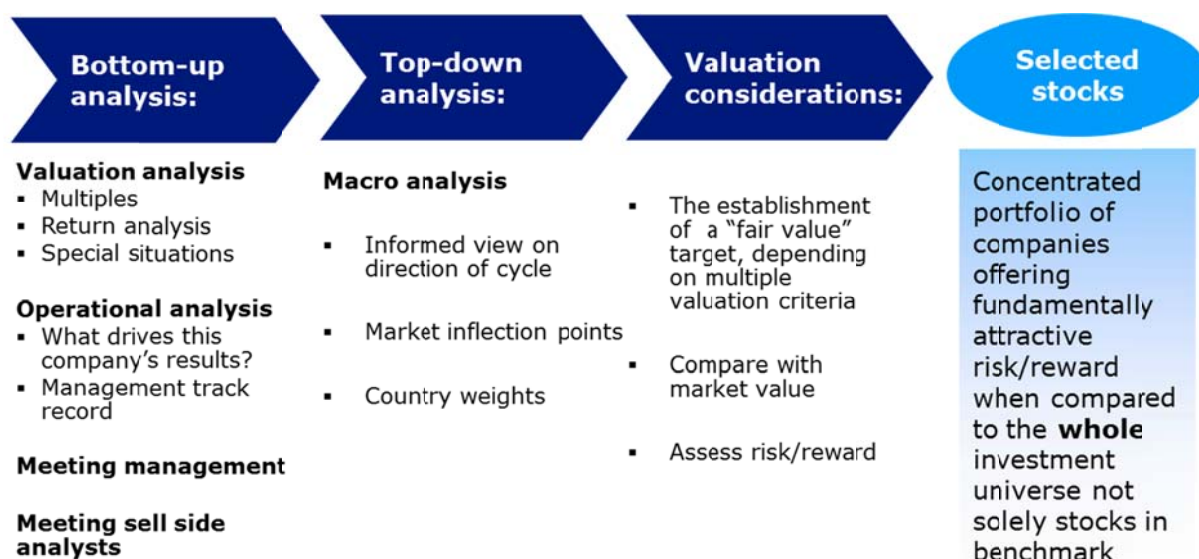 Bottom-up
analysis:
Valuation analysis
▪ Multiples
▪ Return analysis
▪ Special situations
Operational analysis
▪ What drives this
company's results?
▪ Management track
record
Meeting management
Meeting sell side
analysts
Top-down
analysis:
Macro analysis
▪ Informed view on
direction of cycle
▪ Market inflection points
▪ Country weights
Valuation
considerations:
▪ The establishment
of a “fair value”
target, depending
on multiple
valuation criteria
▪ Compare with
market value
▪ Assess risk/reward
Selected
stocks
Concentrated
portfolio of
companies
offering
fundamentally
attractive
risk/reward
when compared
to the whole
investment
universe not
solely stocks in
benchmark